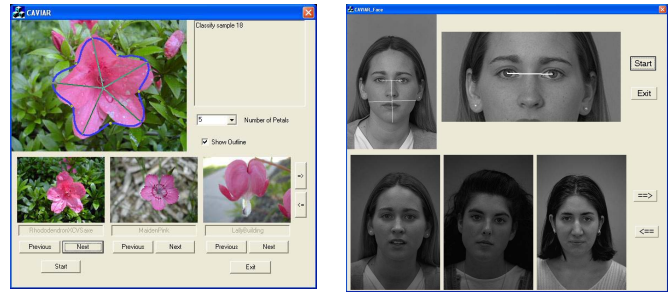 CAVIAR
Classify sample 18
5
Number of Petals
Show Outline
=>
<=
MaidenPink
Previous Next Previous Next Previous Next
Start Exit
CAVIAR_Face
Start
Exit
==>
<==